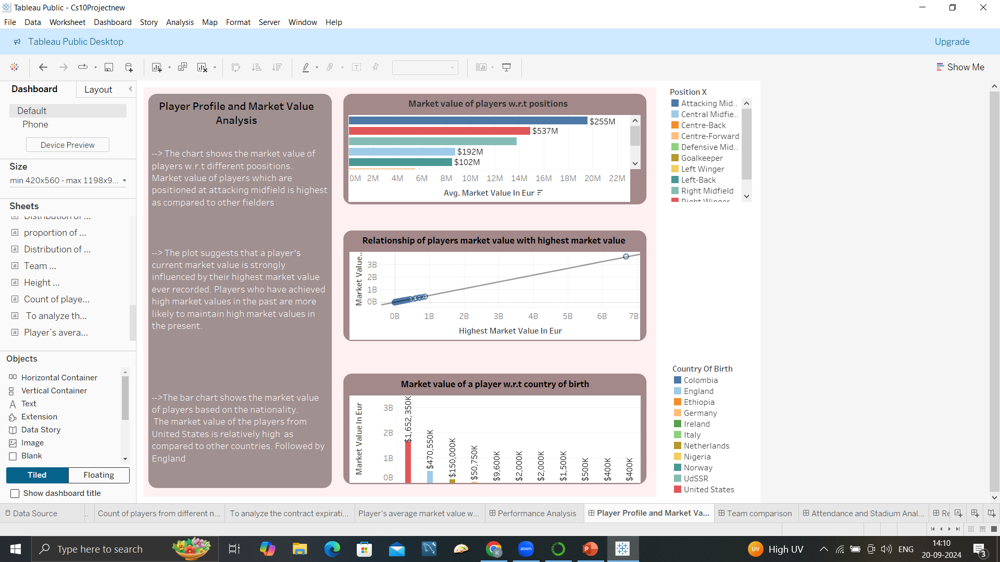 Tableau Public - Cs10Projectnew
File Data Worksheet Dashboard Story Analysis Map Format Server Window Help
Tableau Public Desktop
Upgrade
Show Me
Dashboard
Layout
Default
Phone
Device Preview
Size
min 420x560 - max 1198x9...
Sheets
Distribution of ...
proportion of ...
Distribution of ...
Team ...
Height ...
Count of playe...
To analyze th...
Player's avera...
Objects
Horizontal Container
Vertical Container
Text
Extension
Data Story
Image
Blank
Tiled
Floating
Show dashboard title
Player Profile and Market Value
Analysis
--> The chart shows the market value of
players w.r.t different poositions.
Market value of players which are
positioned at attacking midfield is highest
as compared to other fielders
--> The plot suggests that a player's
current market value is strongly
influenced by their highest market value
ever recorded. Players who have achieved
high market values in the past are more
likely to maintain high market values in
the present.
-->The bar chart shows the market value
of players based on the nationality.
The market value of the players from
United States is relatively high as
compared to other countries. Followed by
England
Market value of players w.r.t positions
$255M
$537M
$192M
$102M
0M 2M 4M 6M 8M 10M 12M 14M 16M 18M 20M 22M
Avg. Market Value In Eur
Relationship of players market value with highest market value
Market Value..
3B
2B
1B
0B
0B 1B 2B 3B 4B 5B 6B 7B
Highest Market Value In Eur
Market value of a player w.r.t country of birth
Market Value In Eur
3B
2B
1B
0B
$1,652,350K
$470,550K
$150,000K
$50,750K
$9,600K
$2,000K
$2,000K
$1,500K
$500K
$400K
$400K
Position X
Attacking Mid..
Central Midfie..
Centre-Back
Centre-Forward
Defensive Mid..
Goalkeeper
Left Winger
Left-Back
Right Midfield
Right Winger
Country Of Birth
Colombia
England
Ethiopia
Germany
Ireland
Italy
Netherlands
Nigeria
Norway
UdSSR
United States
Data Source
..
Count of players from different n...
To analyze the contract expirati...
Player's average market value w...
Performance Analysis
Player Profile and Market Va...
Team comparison
Attendance and Stadium Anal...
Re
Type here to search
zoom
P
K
UV
High UV
ENG
14:10
20-09-2024
3